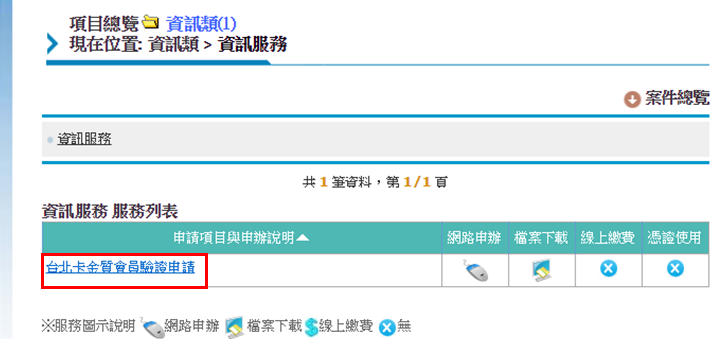 項目總覽 資訊類(1)
現在位置: 資訊類 > 資訊服務
案件總覽
資訊服務
共 1 筆資料，第 1/1 頁
資訊服務 服務列表
申請項目與申辦說明 網路申辦 檔案下載 線上繳費 憑證使用
台北卡金質會員驗證申請
※服務圖示說明 網路申辦 檔案下載 線上繳費 無